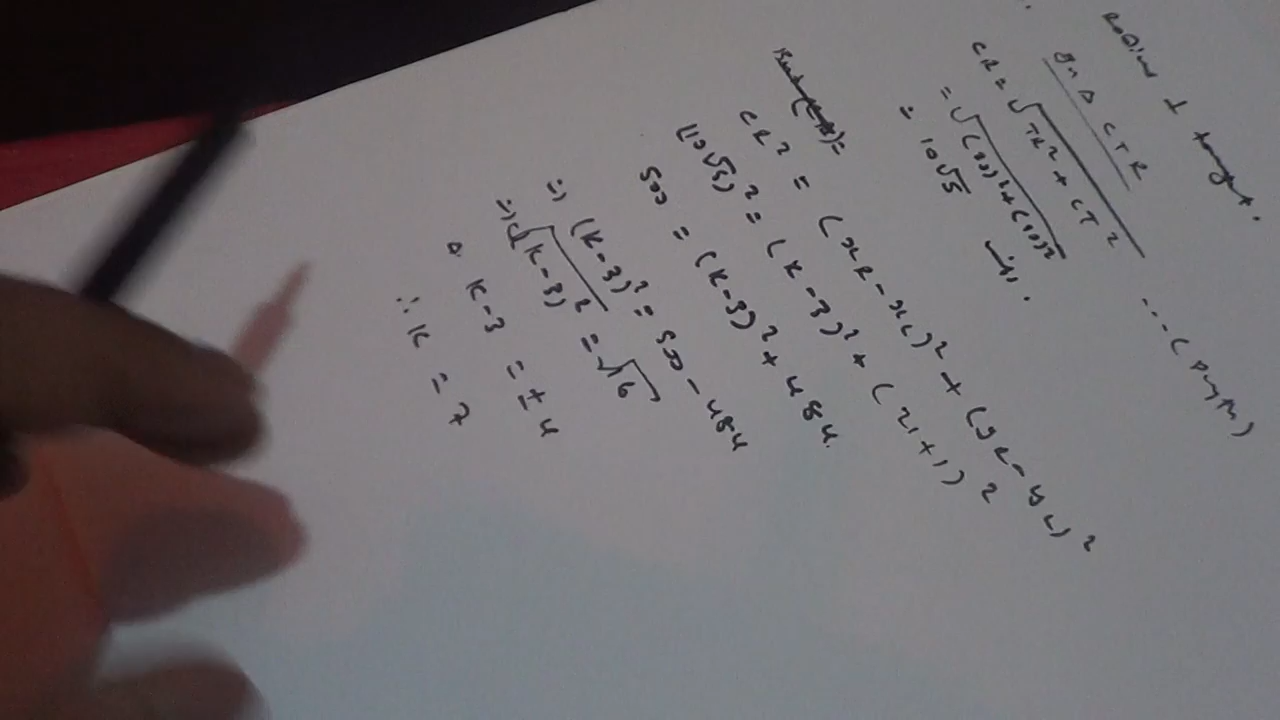 Radius ⊥ tangent.
In Δ CTR
CR = √TR² + CT² ... (Pyth)
= √(20)² + (10)²
= 10√5 units.
CR² = (xR - xC)² + (yR - yC)²
(10√5)² = (K - 3)² + (21 + 1)²
500 = (K - 3)² + 484.
=) (K - 3)² = 500 - 484
=) √(K - 3)² = √16
K - 3 = ± 4
∴ K = 7